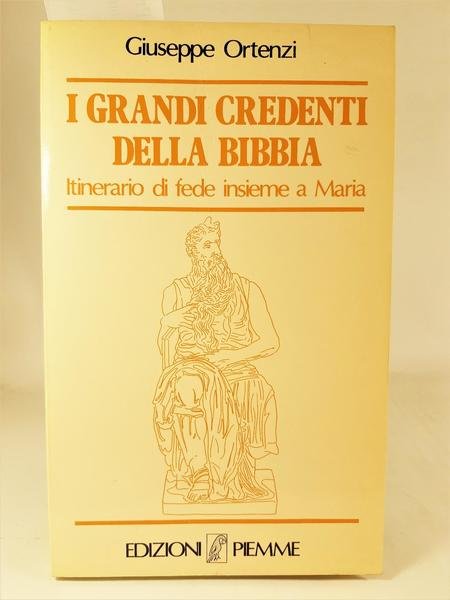 Giuseppe Ortenzi
I GRANDI CREDENTI
DELLA BIBBIA
Itinerario di fede insieme a Maria
EDIZIONI PIEMME